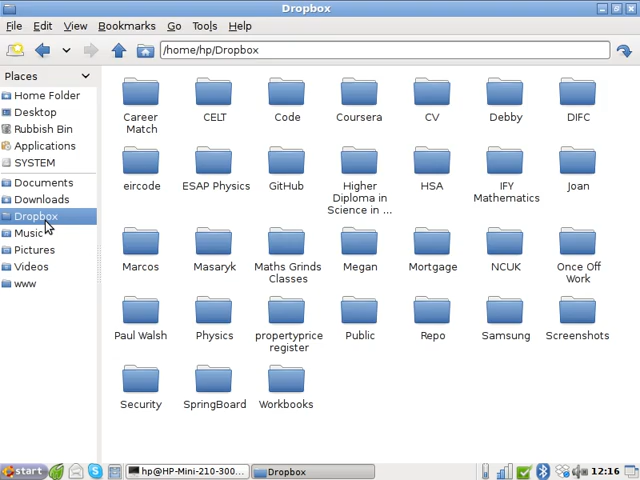 Dropbox
File Edit View Bookmarks Go Tools Help
/home/hp/Dropbox
Places
Home Folder
Desktop
Rubbish Bin
Applications
SYSTEM
Documents
Downloads
Dropbox
Music
Pictures
Videos
www
Career
Match
CELT
Code
Coursera
CV
Debby
DIFC
eircode
ESAP Physics
GitHub
Higher
Diploma in
Science in ...
HSA
IFY
Mathematics
Joan
Marcos
Masaryk
Maths Grinds
Classes
Megan
Mortgage
NCUK
Once Off
Work
Paul Walsh
Physics
propertyprice
register
Public
Repo
Samsung
Screenshots
Security
SpringBoard
Workbooks
start
hp@HP-Mini-210-300...
Dropbox
12:16